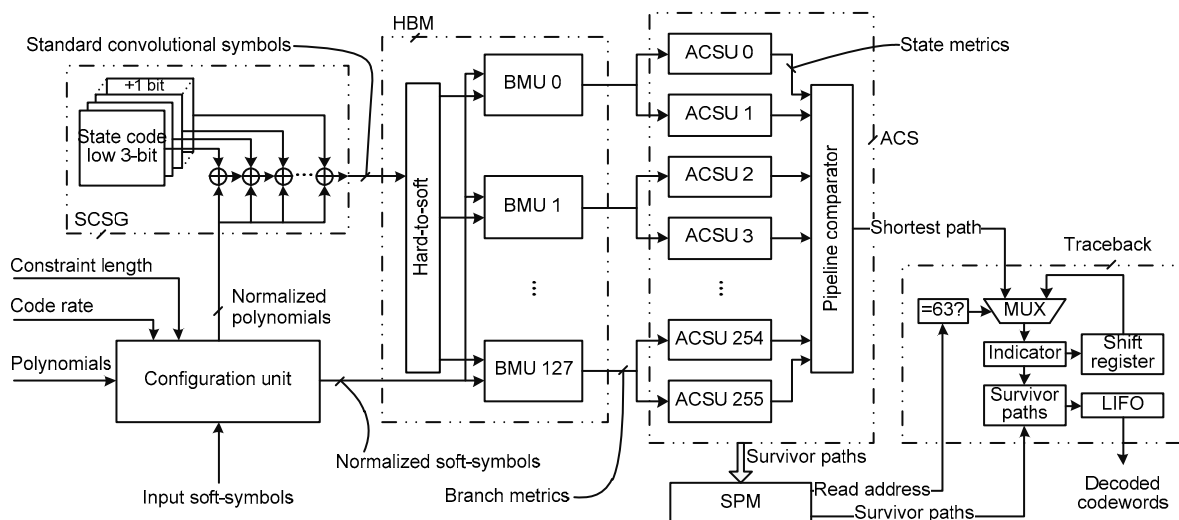 HBM
Standard convolutional symbols
+1 bit
State code
low 3-bit
SCSG
Constraint length
Code rate
Polynomials
Normalized
polynomials
Configuration unit
Input soft-symbols
Hard-to-soft
BMU 0
BMU 1
...
BMU 127
Normalized soft-symbols
Branch metrics
ACSU 0
ACSU 1
ACSU 2
ACSU 3
...
ACSU 254
ACSU 255
State metrics
Pipeline comparator
ACS
Shortest path
Survivor paths
SPM
Read address
Survivor paths
Traceback
=63?
MUX
Indicator
Shift
register
Survivor
paths
LIFO
Decoded
codewords